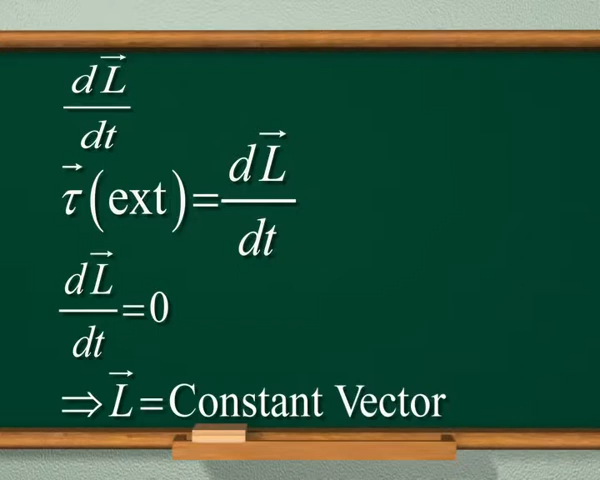 dL⃗/dt
τ⃗(ext)=dL⃗/dt
dL⃗/dt=0
⇒L⃗=Constant Vector